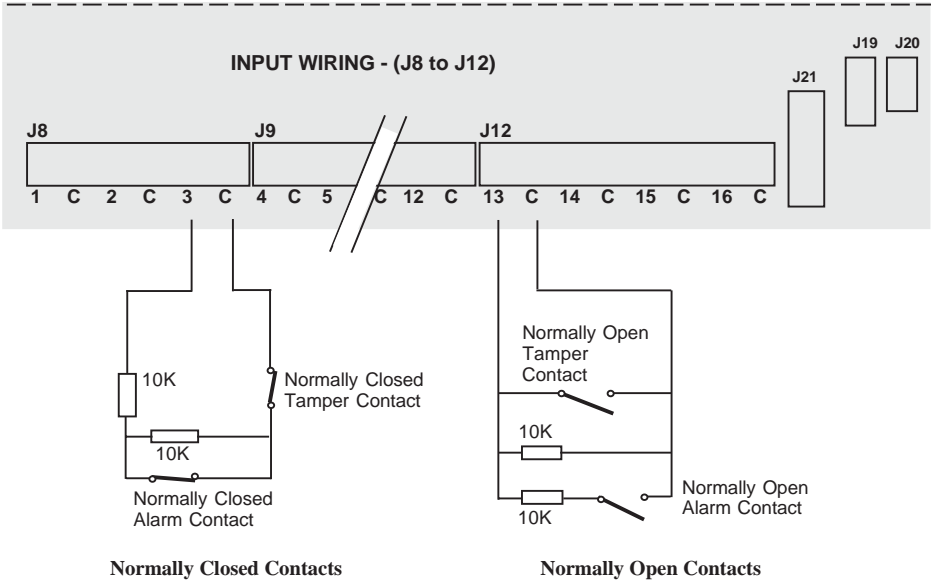 J19 J20
INPUT WIRING - (J8 to J12)
J21
J8 J9 J12
1 C 2 C 3 C 4 C 5 C 12 C 13 C 14 C 15 C 16 C
10K
Normally Closed
Tamper Contact
10K
Normally Closed
Alarm Contact
Normally Open
Tamper
Contact
10K
10K
Normally Open
Alarm Contact
Normally Closed Contacts
Normally Open Contacts